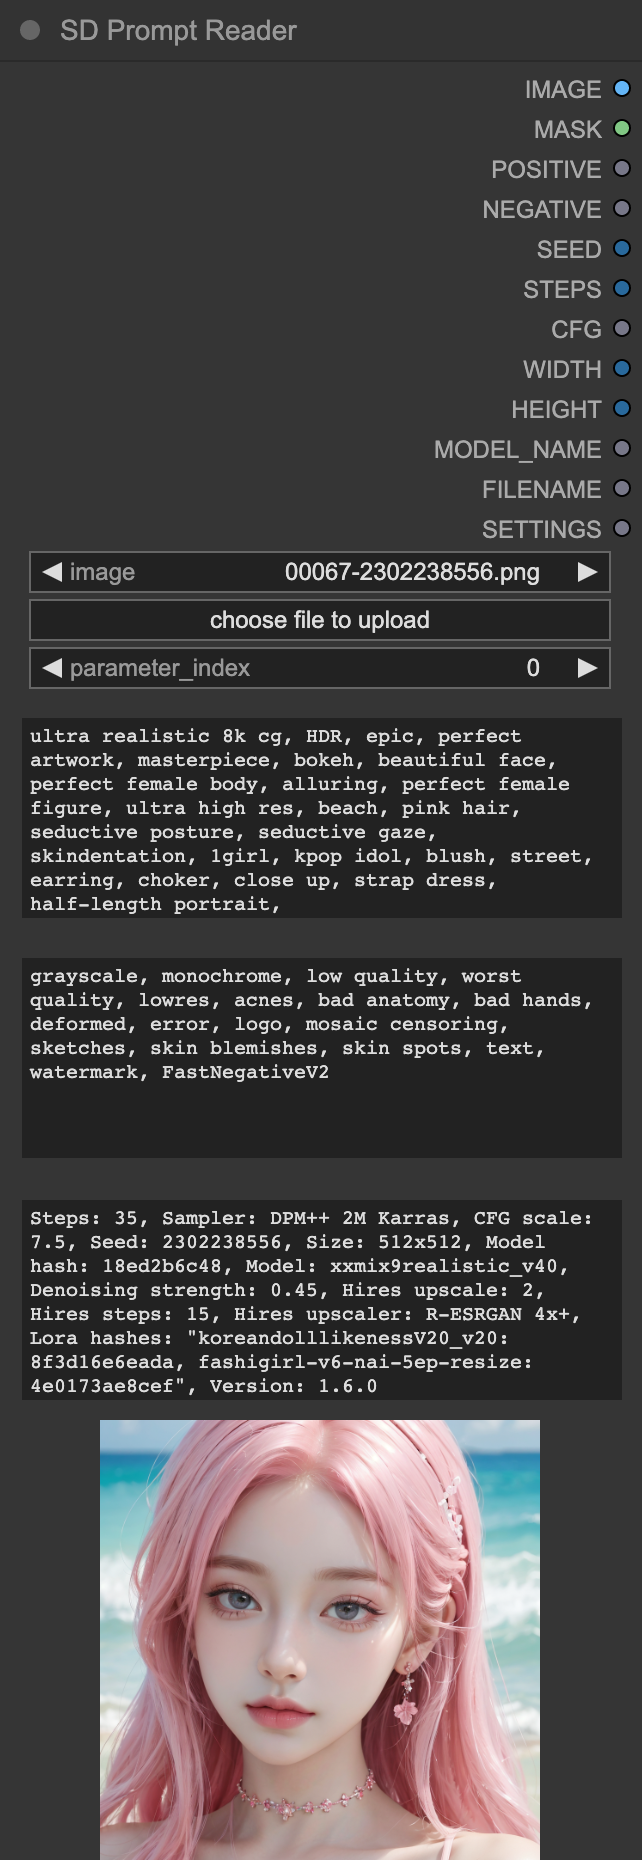 SD Prompt Reader
IMAGE
MASK
POSITIVE
NEGATIVE
SEED
STEPS
CFG
WIDTH
HEIGHT
MODEL_NAME
FILENAME
SETTINGS
image 00067-2302238556.png
choose file to upload
parameter_index 0
ultra realistic 8k cg, HDR, epic, perfect
artwork, masterpiece, bokeh, beautiful face,
perfect female body, alluring, perfect female
figure, ultra high res, beach, pink hair,
seductive posture, seductive gaze,
skindentation, 1girl, kpop idol, blush, street,
earring, choker, close up, strap dress,
half-length portrait,
grayscale, monochrome, low quality, worst
quality, lowres, acnes, bad anatomy, bad hands,
deformed, error, logo, mosaic censoring,
sketches, skin blemishes, skin spots, text,
watermark, FastNegativeV2
Steps: 35, Sampler: DPM++ 2M Karras, CFG scale:
7.5, Seed: 2302238556, Size: 512x512, Model
hash: 18ed2b6c48, Model: xxmix9realistic_v40,
Denoising strength: 0.45, Hires upscale: 2,
Hires steps: 15, Hires upscaler: R-ESRGAN 4x+,
Lora hashes: "koreandolllikenessV20_v20:
8f3d16e6eada, fashigirl-v6-nai-5ep-resize:
4e0173ae8cef", Version: 1.6.0